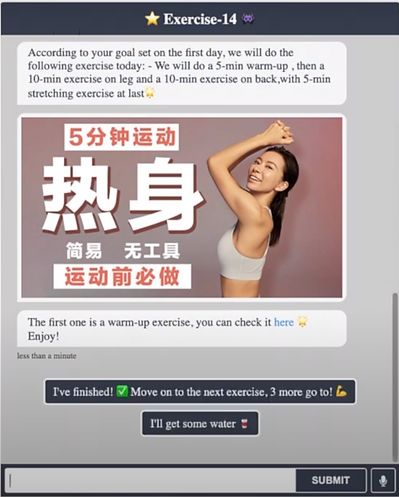 ⭐ Exercise-14 👾
According to your goal set on the first day, we will do the
following exercise today: - We will do a 5-min warm-up , then a
10-min exercise on leg and a 10-min exercise on back,with 5-min
stretching exercise at last
5分钟运动
热身
简易 无工具
运动前必做
The first one is a warm-up exercise, you can check it here
Enjoy!
less than a minute
I've finished! ✅ Move on to the next exercise, 3 more go to! 💪
I'll get some water 🥤
SUBMIT